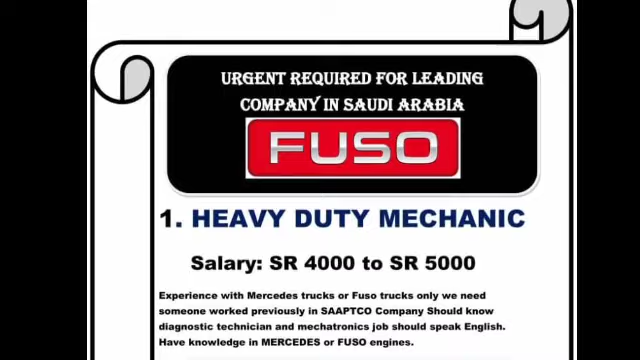 URGENT REQUIRED FOR LEADING
COMPANY IN SAUDI ARABIA
FUSO
1. HEAVY DUTY MECHANIC
Salary: SR 4000 to SR 5000
Experience with Mercedes trucks or Fuso trucks only we need
someone worked previously in SAAPTCO Company Should know
diagnostic technician and mechatronics job should speak English.
Have knowledge in MERCEDES or FUSO engines.